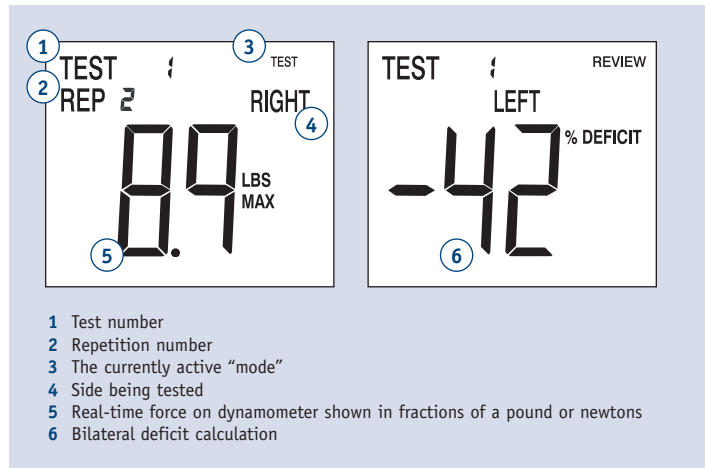 1 3
TEST 1 TEST
2 REP 2 RIGHT
4
8.9 LBS
MAX
5
TEST 1 REVIEW
LEFT
-42 % DEFICIT
6
1 Test number
2 Repetition number
3 The currently active “mode”
4 Side being tested
5 Real-time force on dynamometer shown in fractions of a pound or newtons
6 Bilateral deficit calculation